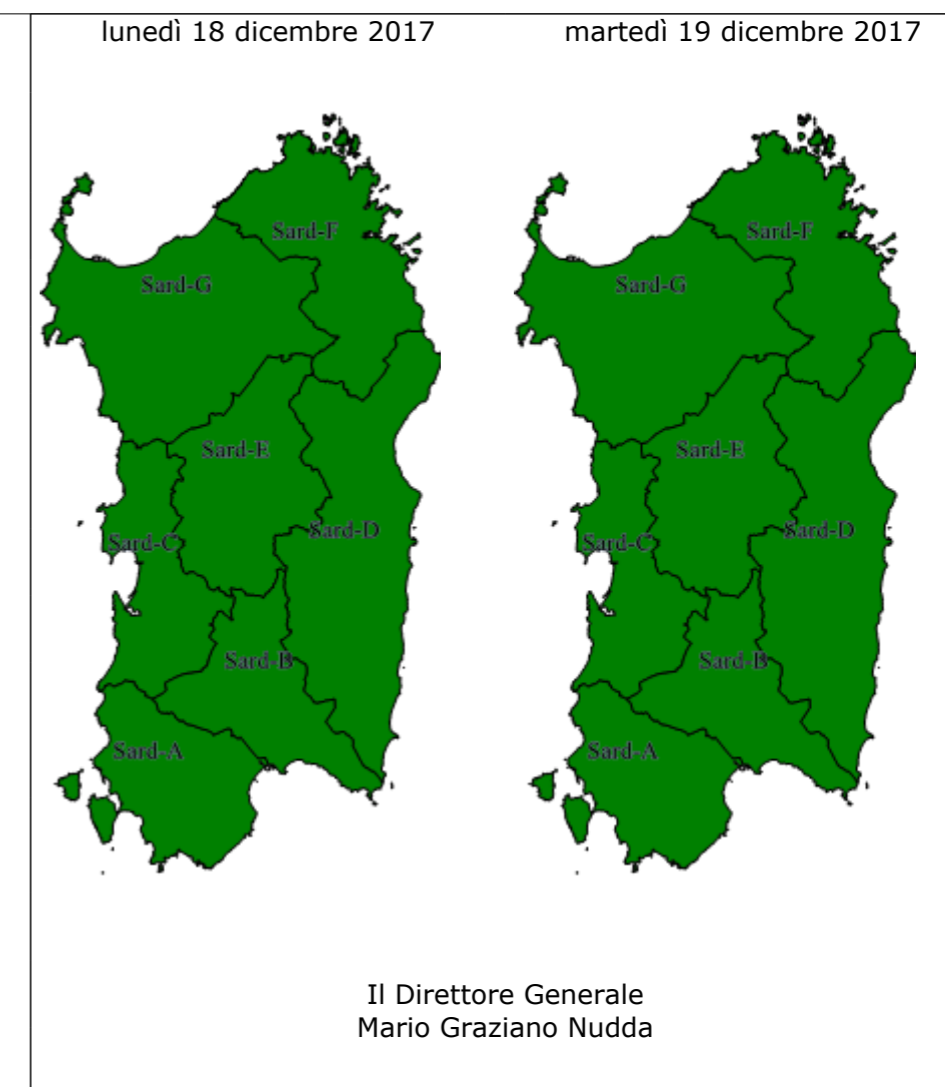 lunedì 18 dicembre 2017
martedì 19 dicembre 2017
Sard-F
Sard-G
Sard-E
Sard-D
Sard-C
Sard-B
Sard-A
Sard-F
Sard-G
Sard-E
Sard-D
Sard-C
Sard-B
Sard-A
Il Direttore Generale
Mario Graziano Nudda